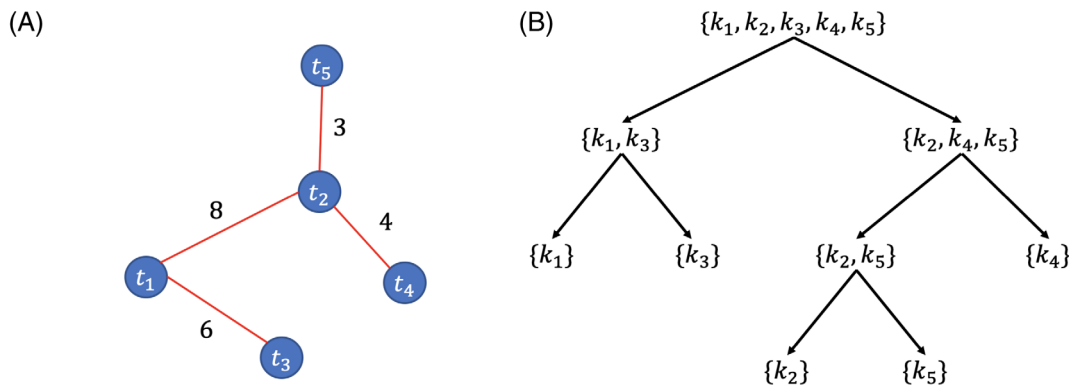 (A)
t₅
3
t₂
8
4
t₁
t₄
6
t₃
(B)
{k₁, k₂, k₃, k₄, k₅}
{k₁, k₃}
{k₂, k₄, k₅}
{k₁}
{k₃}
{k₂, k₅}
{k₄}
{k₂}
{k₅}